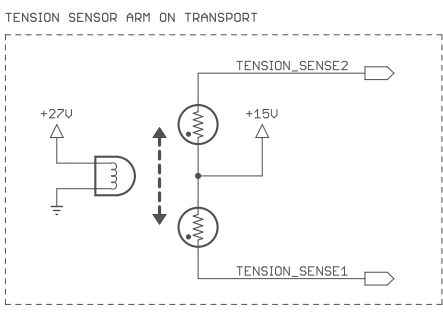 TENSION SENSOR ARM ON TRANSPORT
TENSION_SENSE2
+27V
+15V
TENSION_SENSE1